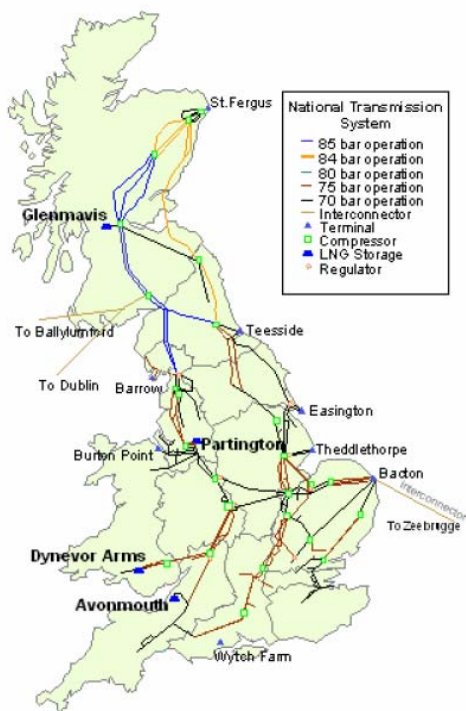 St.Fergus
National Transmission
System
85 bar operation
84 bar operation
80 bar operation
75 bar operation
70 bar operation
Interconnector
Terminal
Compressor
LNG Storage
Regulator
Glenmavis
To Ballylumford
To Dublin
Teesside
Barrow
Easington
Partington
Burton Point
Theddlethorpe
Bacton
Interconnector
To Zeebrugge
Dynevor Arms
Avonmouth
Wytch Farm